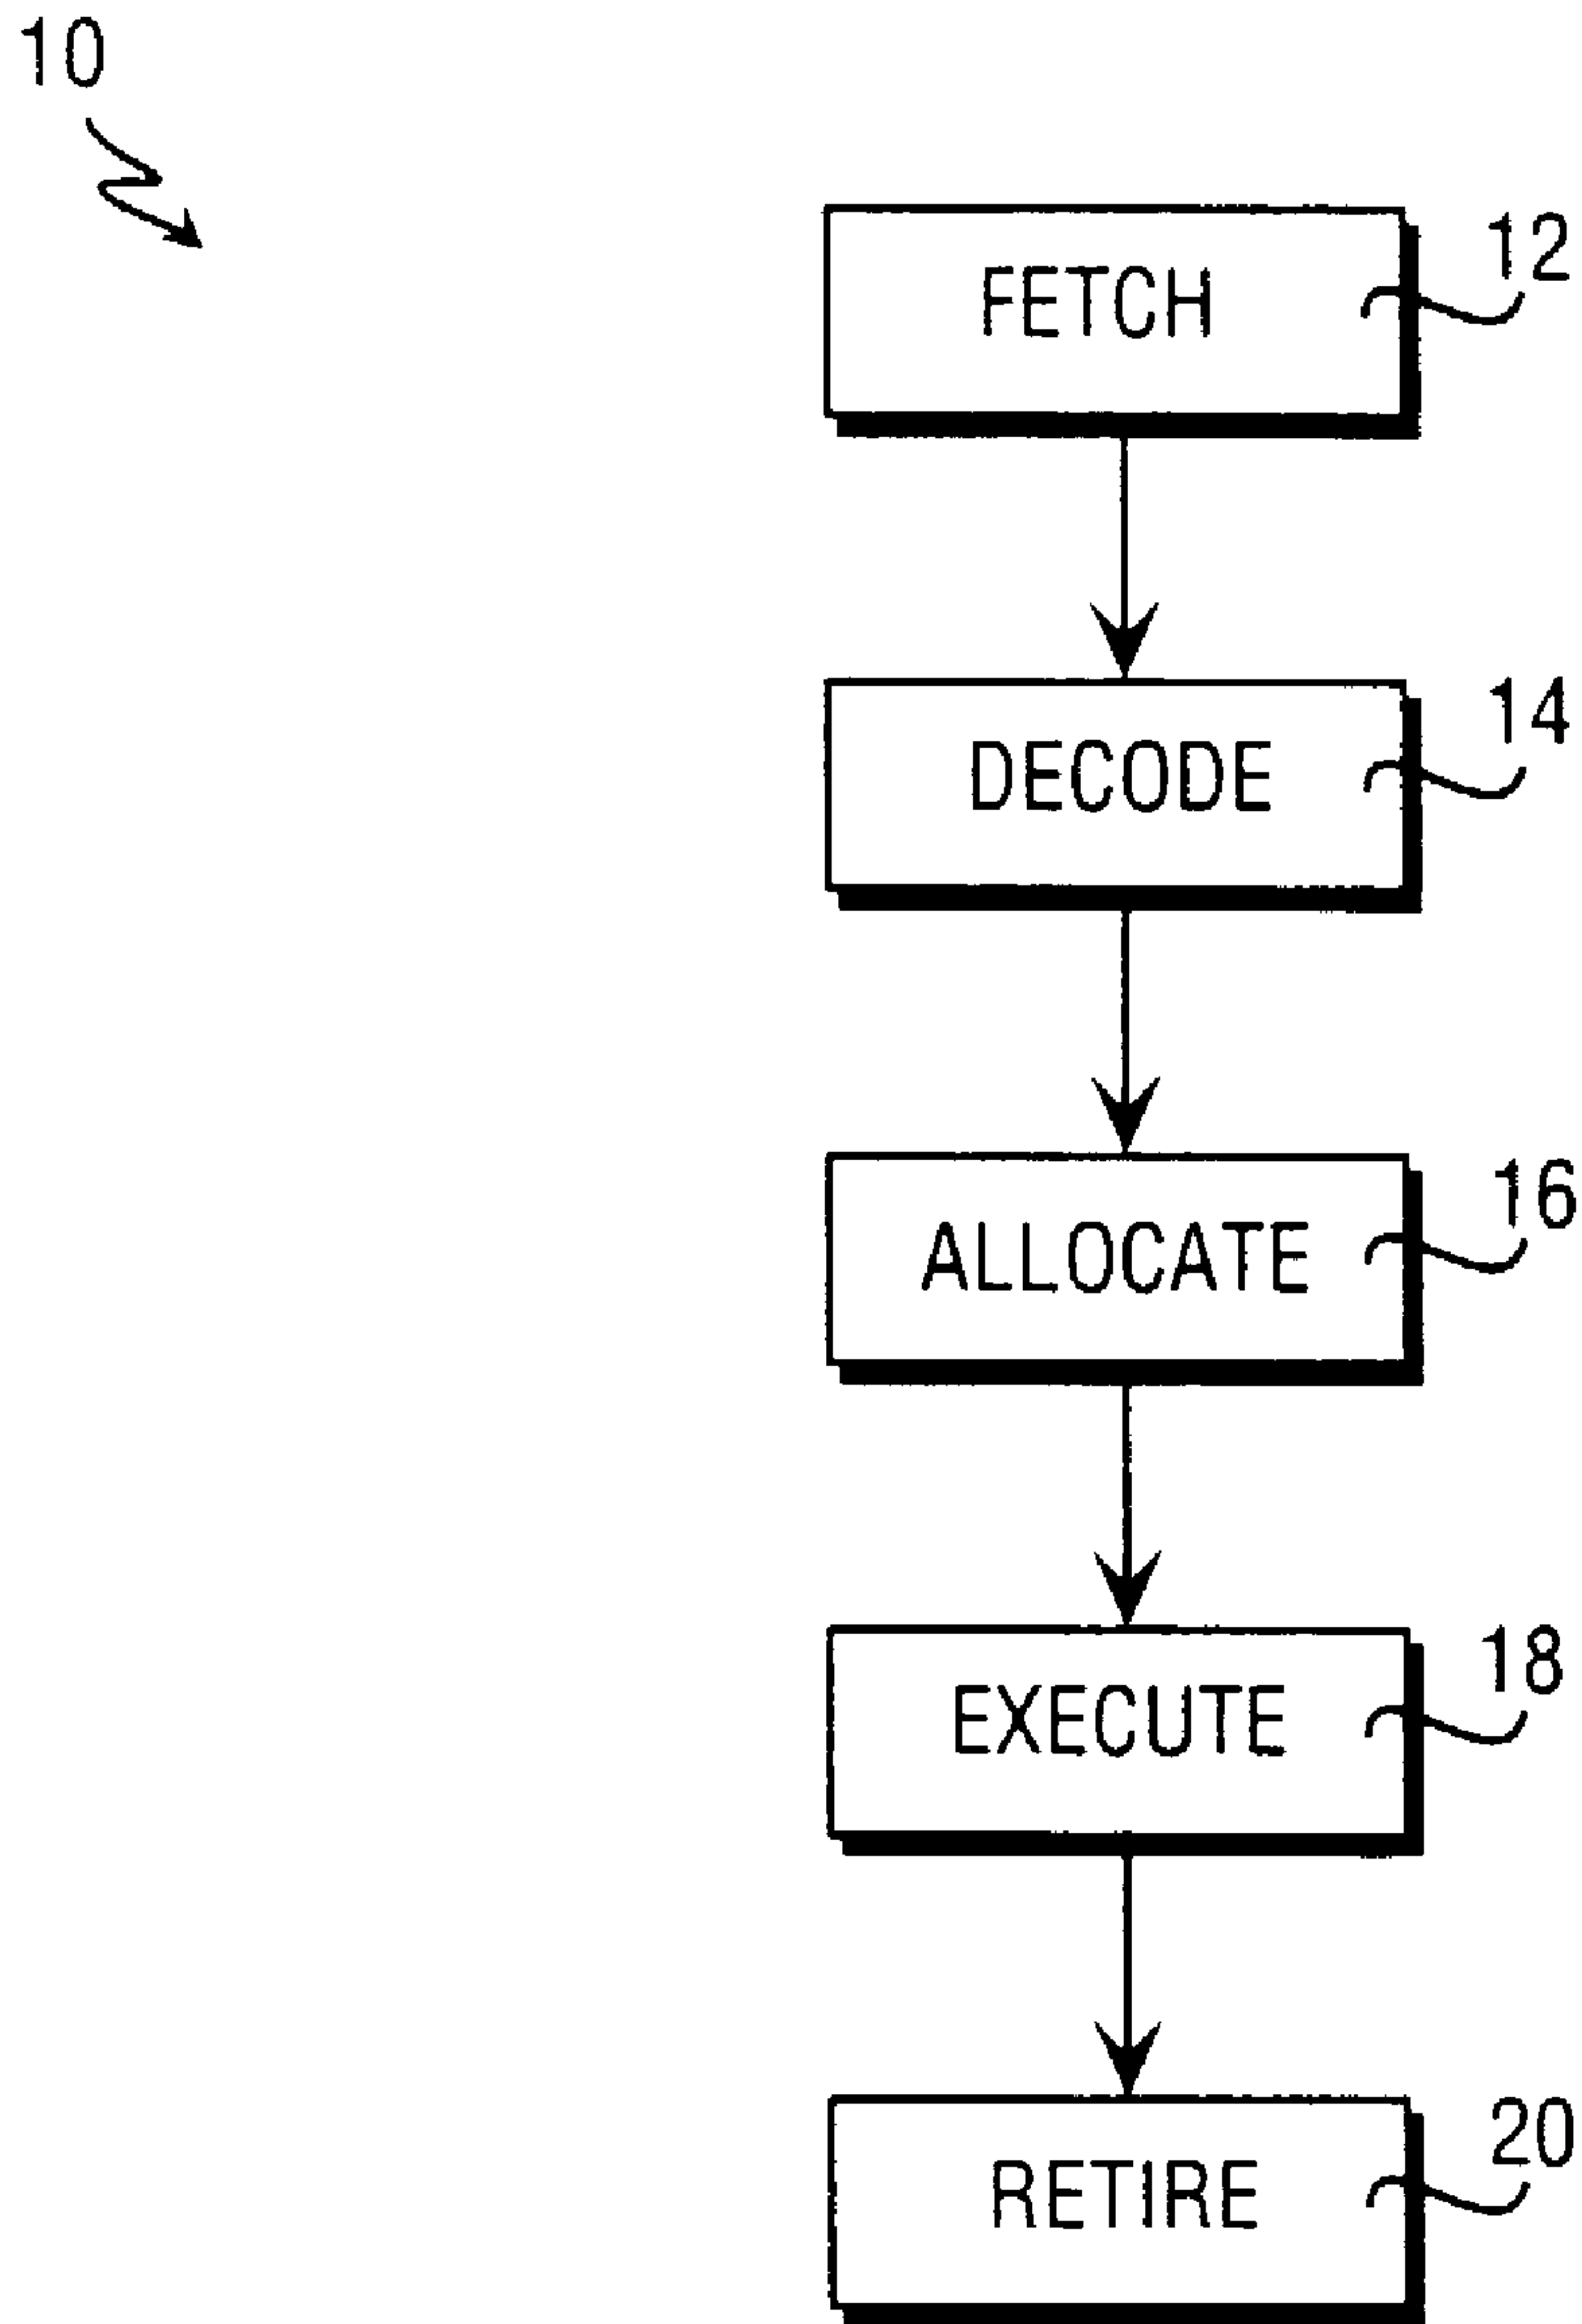 10
FETCH
12
DECODE
14
ALLOCATE
16
EXECUTE
18
RETIRE
20